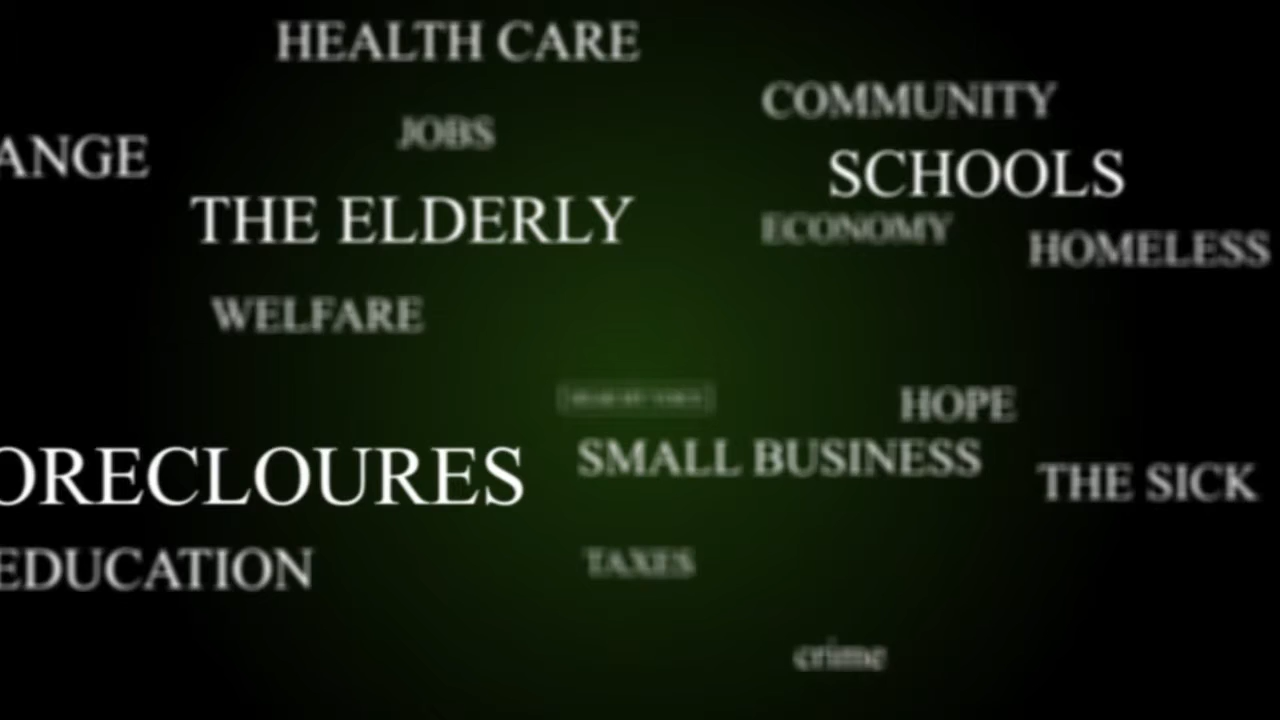 HEALTH CARE
COMMUNITY
JOBS
ANGE
SCHOOLS
THE ELDERLY
ECONOMY
HOMELESS
WELFARE
HOPE
SMALL BUSINESS
ORECLOURES
THE SICK
EDUCATION
TAXES
crime